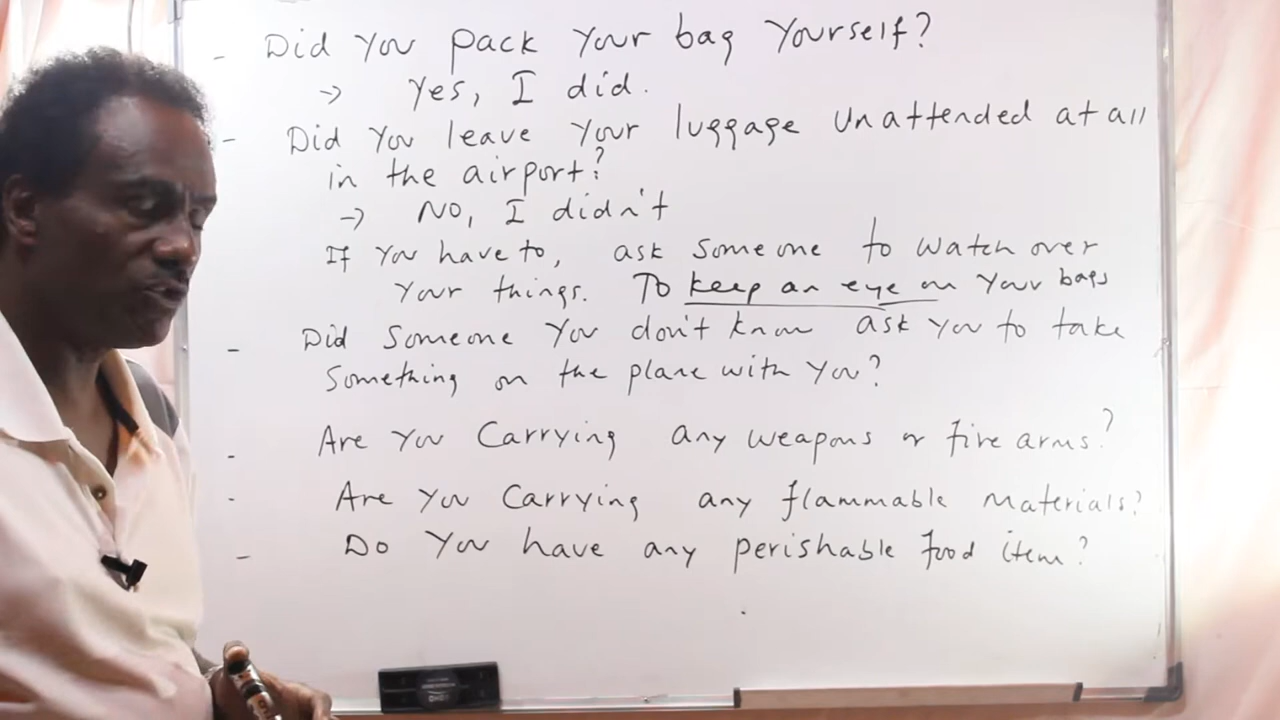 - Did you pack your bag yourself?
→ Yes, I did.
- Did you leave your luggage unattended at all
in the airport?
→ No, I didn't
If you have to, ask someone to watch over
your things. To keep an eye on your bags
- Did someone you don't know ask you to take
something on the plane with you?
- Are you carrying any weapons or fire arms?
- Are you carrying any flammable materials?
- Do you have any perishable food item?